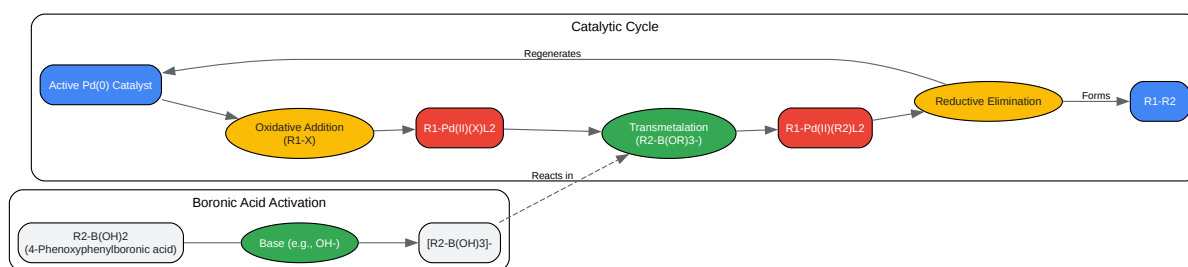 Catalytic Cycle
Regenerates
Active Pd(0) Catalyst
Oxidative Addition
(R1-X)
R1-Pd(II)(X)L2
Transmetalation
(R2-B(OR)3-)
R1-Pd(II)(R2)L2
Reductive Elimination
Forms
R1-R2
Reacts in
Boronic Acid Activation
R2-B(OH)2
(4-Phenoxyphenylboronic acid)
Base (e.g., OH-)
[R2-B(OH)3]-